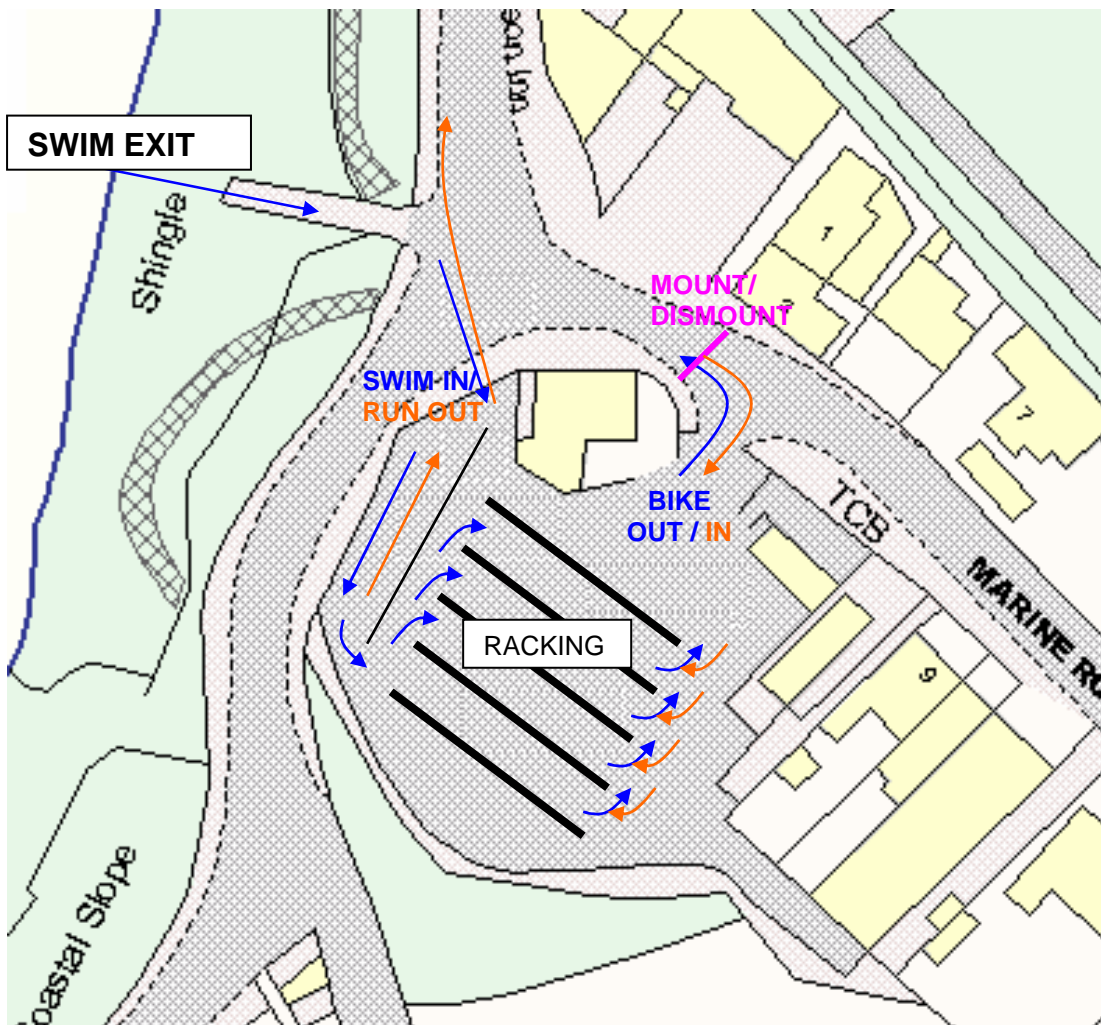 SWIM EXIT
Shingle
1
MOUNT/
DISMOUNT
7
SWIM IN/
RUN OUT
BIKE
OUT / IN
TCB
MARINE RO
RACKING
9
oastal Slope